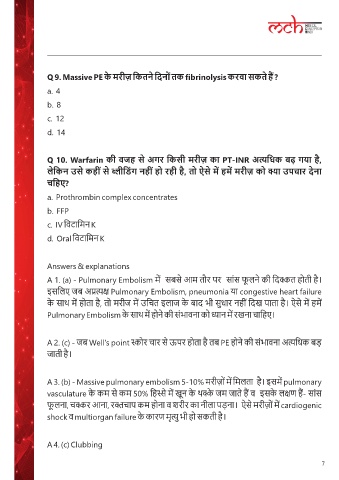 mch
Q 9. Massive PE के मरीज़ कितने दिनों तक fibrinolysis करवा सकते हैं ?
a. 4
b. 8
c. 12
d. 14
Q 10. Warfarin की वजह से अगर किसी मरीज़ का PT-INR अत्यधिक बढ़ गया है,
लेकिन उसे कहीं से ब्लीडिंग नहीं हो रही है, तो ऐसे में हमें मरीज़ को क्या उपचार देना
चहिए?
a. Prothrombin complex concentrates
b. FFP
c. IV विटामिन K
d. Oral विटामिन K
Answers & explanations
A 1. (a) - Pulmonary Embolism में सबसे आम तौर पर सांस फूलने की दिक्कत होती है।
इसलिए जब अप्रत्यक्ष Pulmonary Embolism, pneumonia या congestive heart failure
के साथ में होता है, तो मरीज में उचित इलाज के बाद भी सुधार नहीं दिख पाता है। ऐसे में हमें
Pulmonary Embolism के साथ में होने की संभावना को ध्यान में रखना चाहिए।
A 2. (c) - जब Well's point स्कोर चार से ऊपर होता है तब PE होने की संभावना अत्यधिक बड़
जाती है।
A 3. (b) - Massive pulmonary embolism 5-10% मरीज़ों में मिलता है। इसमें pulmonary
vasculature के कम से कम 50% हिस्से में खून के धक्के जम जाते हैं व इसके लक्षण हैं- सांस
फूलना, चक्कर आना, रक्तचाप कम होना व शरीर का नीला पड़ना। ऐसे मरीज़ों में cardiogenic
shock व multiorgan failure के कारण मृत्यु भी हो सकती है।
A 4. (c) Clubbing
7